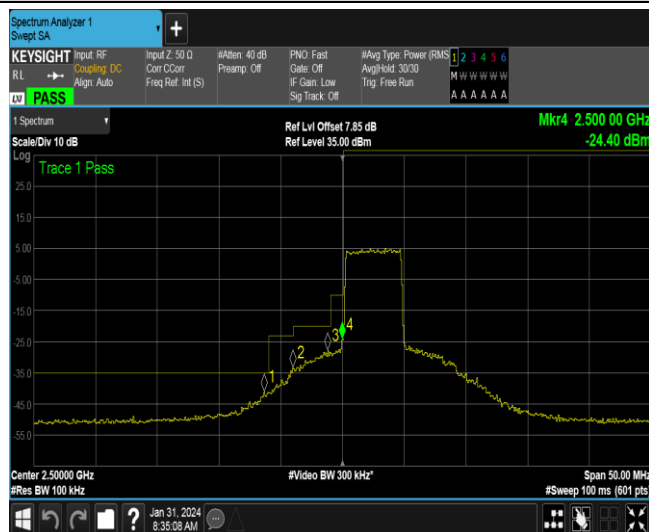 Spectrum Analyzer 1
Swept SA
+
KEYSIGHT
RL
LXI PASS
Input: RF
Coupling: DC
Align: Auto
Input Z: 50 Ω
Corr CCorr
Freq Ref: Int (S)
#Atten: 40 dB
Preamp: Off
PNO: Fast
Gate: Off
IF Gain: Low
Sig Track: Off
#Avg Type: Power (RMS
Avg|Hold: 30/30
Trig: Free Run
1 2 3 4 5 6
M W W W W W
A A A A A A
1 Spectrum
Scale/Div 10 dB
Ref Lvl Offset 7.85 dB
Ref Level 35.00 dBm
Mkr4 2.500 00 GHz
-24.40 dBm
Log
Trace 1 Pass
25.0
15.0
5.00
-5.00
-15.0
-25.0
-35.0
-45.0
-55.0
1
2
3
4
Center 2.50000 GHz
#Video BW 300 kHz*
Span 50.00 MHz
#Res BW 100 kHz
#Sweep 100 ms (601 pts)
?
Jan 31, 2024
8:35:08 AM